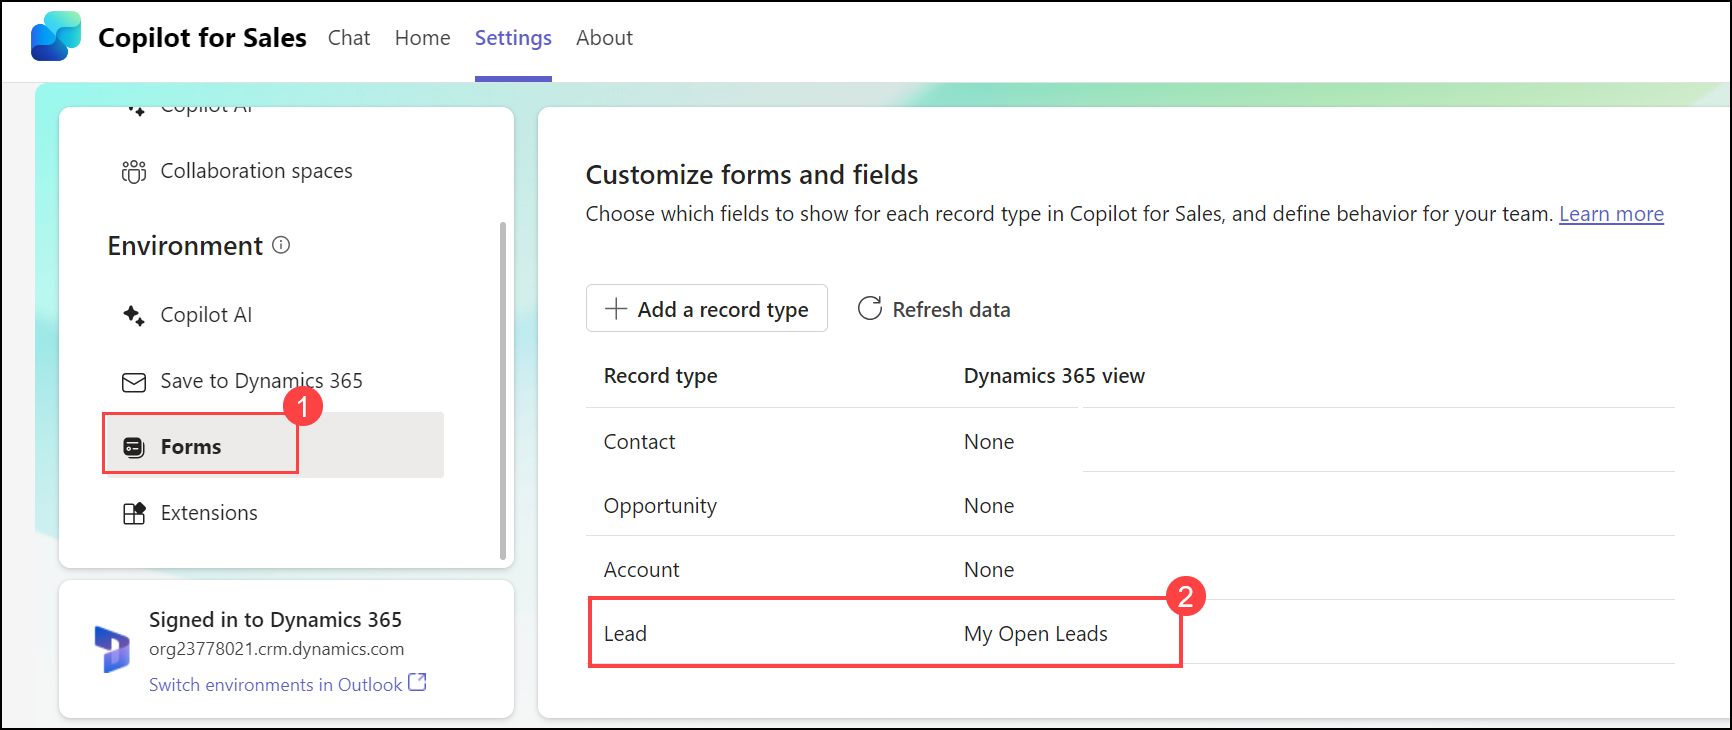 Copilot for Sales Chat Home Settings About
Copilot AI
Collaboration spaces
Environment
Copilot AI
Save to Dynamics 365
1
Forms
Extensions
Signed in to Dynamics 365
org23778021.crm.dynamics.com
Switch environments in Outlook
Customize forms and fields
Choose which fields to show for each record type in Copilot for Sales, and define behavior for your team. Learn more
Add a record type Refresh data
Record type Dynamics 365 view
Contact None
Opportunity None
Account None
2
Lead My Open Leads